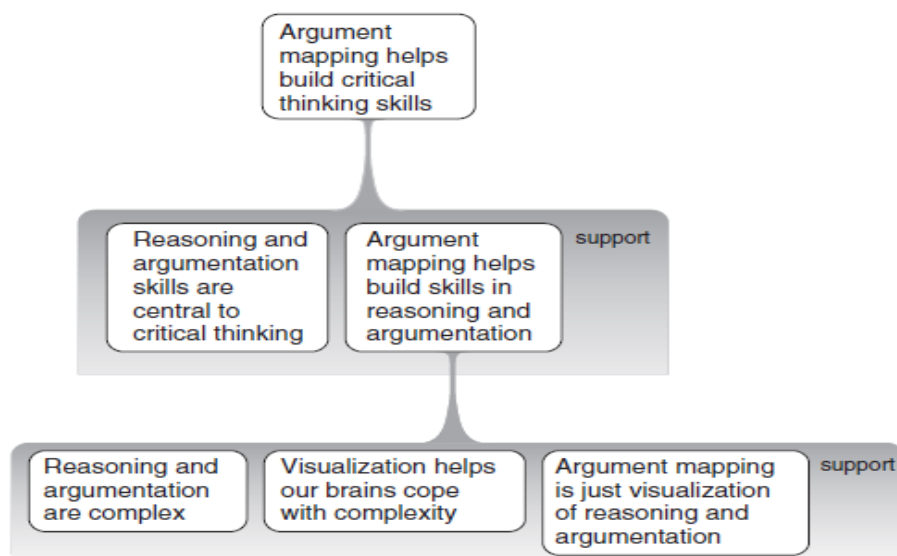 Argument
mapping helps
build critical
thinking skills
Reasoning and
argumentation
skills are
central to
critical thinking
Argument
mapping helps
build skills in
reasoning and
argumentation
support
Reasoning and
argumentation
are complex
Visualization helps
our brains cope
with complexity
Argument mapping
is just visualization
of reasoning and
argumentation
support